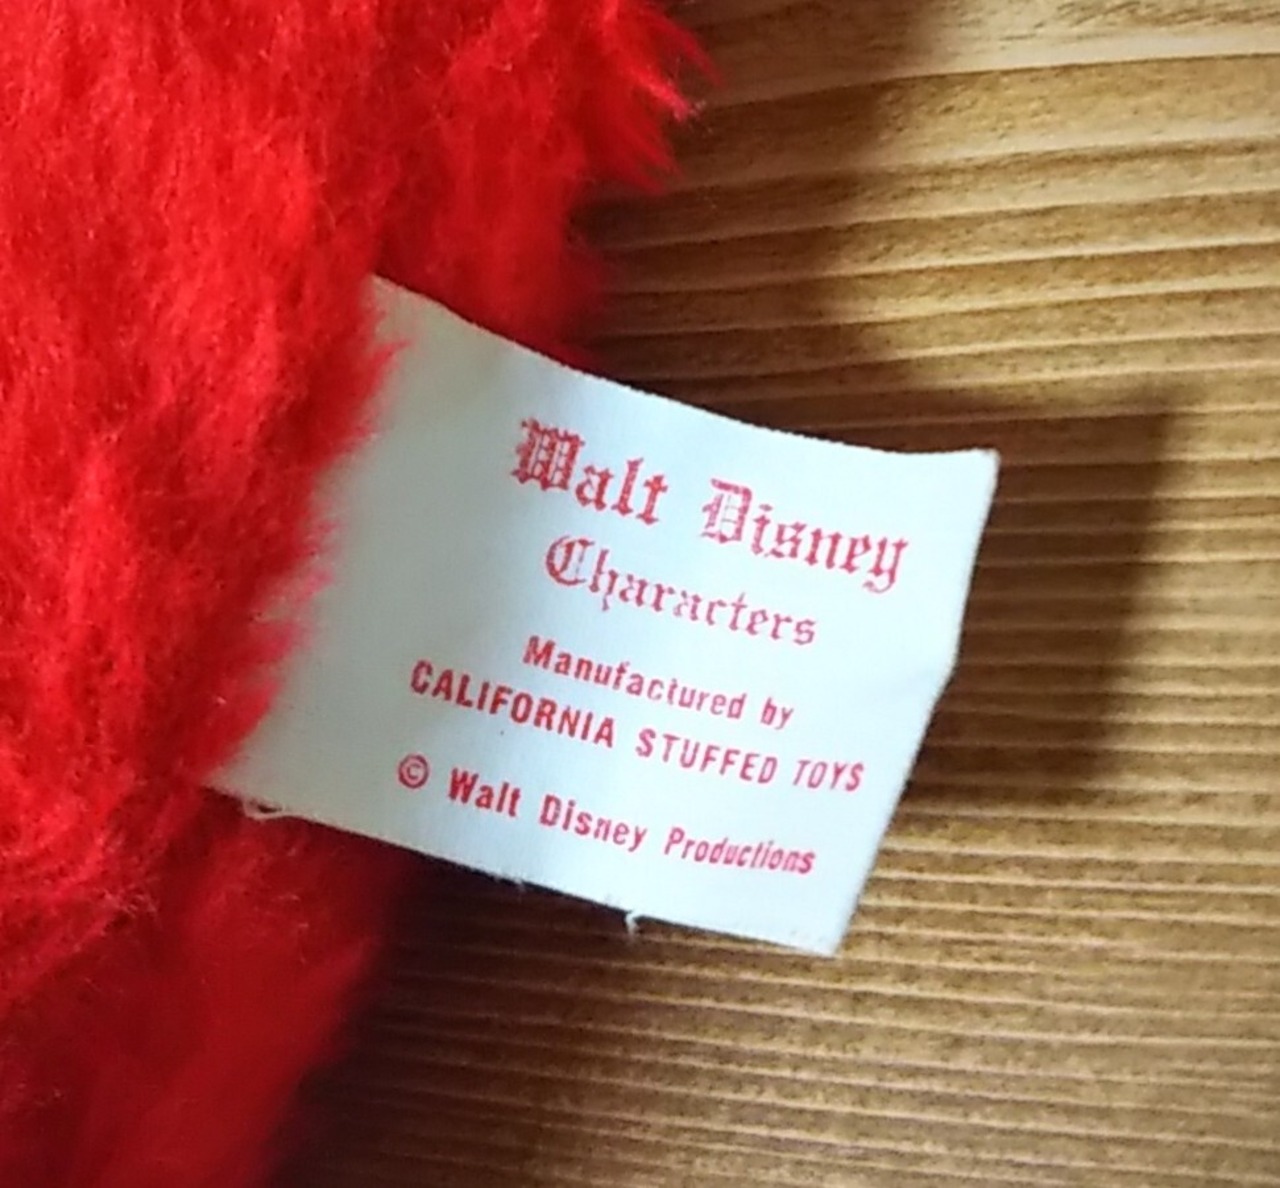 Walt Disney
Characters
Manufactured by
CALIFORNIA STUFFED TOYS
© Walt Disney Productions